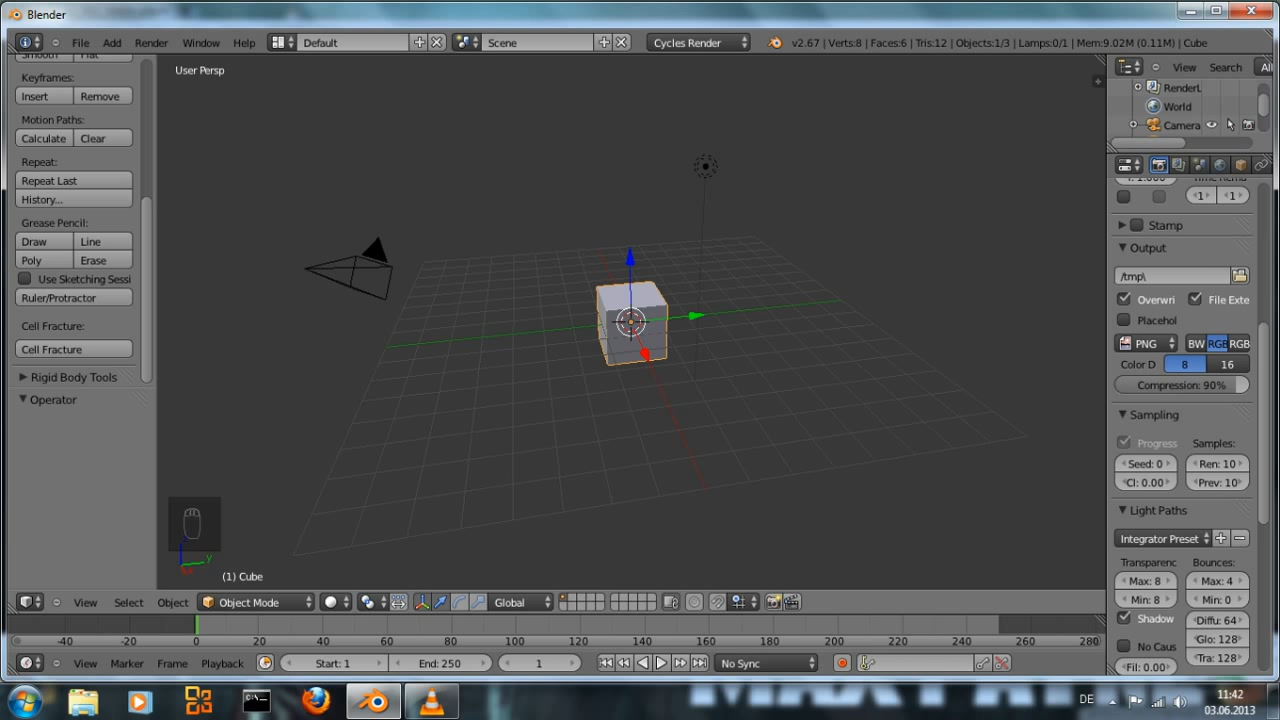 Blender
File Add Render Window Help Default Scene Cycles Render v2.67 | Verts:8 | Faces:6 | Tris:12 | Objects:1/3 | Lamps:0/1 | Mem:9.02M (0.11M) | Cube
Smooth Flat
Keyframes:
Insert Remove
Motion Paths:
Calculate Clear
Repeat:
Repeat Last
History...
Grease Pencil:
Draw Line
Poly Erase
Use Sketching Sessi
Ruler/Protractor
Cell Fracture:
Cell Fracture
Rigid Body Tools
Operator
User Persp
y
(1) Cube
View Select Object Object Mode Global
-40 -20 0 20 40 60 80 100 120 140 160 180 200 220 240 260 280
View Marker Frame Playback Start: 1 End: 250 1 No Sync
View Search All
RenderL
World
Camera
1 1
Stamp
Output
/tmp\
Overwri File Exte
Placehol
PNG BW RGB RGB
Color D 8 16
Compression: 90%
Sampling
Progress Samples:
Seed: 0 Ren: 10
Cl: 0.00 Prev: 10
Light Paths
Integrator Preset
Transparenc Bounces:
Max: 8 Max: 4
Min: 8 Min: 0
Shadow Diffu: 64
No Caus Glo: 128
Fil: 0.00 Tra: 128
DE 11:42
03.06.2013